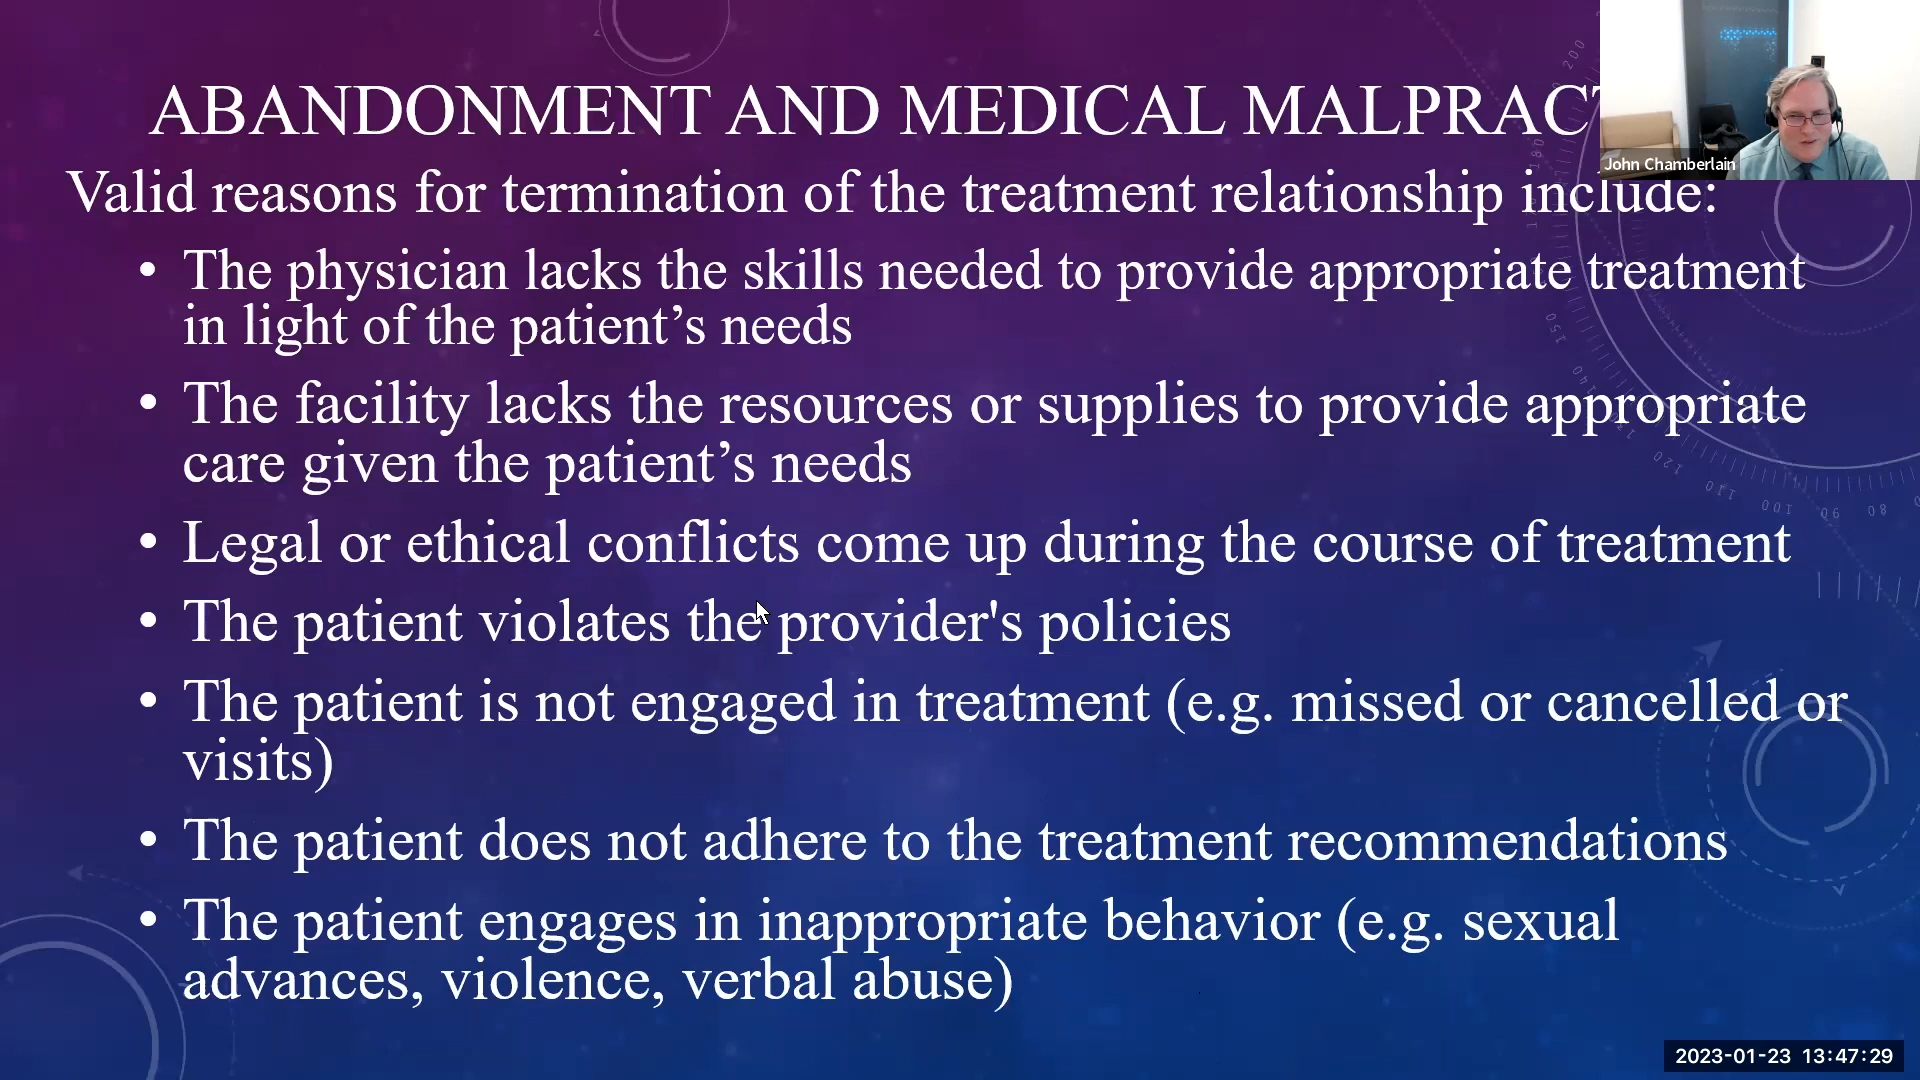 ABANDONMENT AND MEDICAL MALPRACT
John Chamberlain
Valid reasons for termination of the treatment relationship include:
• The physician lacks the skills needed to provide appropriate treatment
in light of the patient’s needs
• The facility lacks the resources or supplies to provide appropriate
care given the patient’s needs
• Legal or ethical conflicts come up during the course of treatment
• The patient violates the provider's policies
• The patient is not engaged in treatment (e.g. missed or cancelled or
visits)
• The patient does not adhere to the treatment recommendations
• The patient engages in inappropriate behavior (e.g. sexual
advances, violence, verbal abuse)
2023-01-23 13:47:29